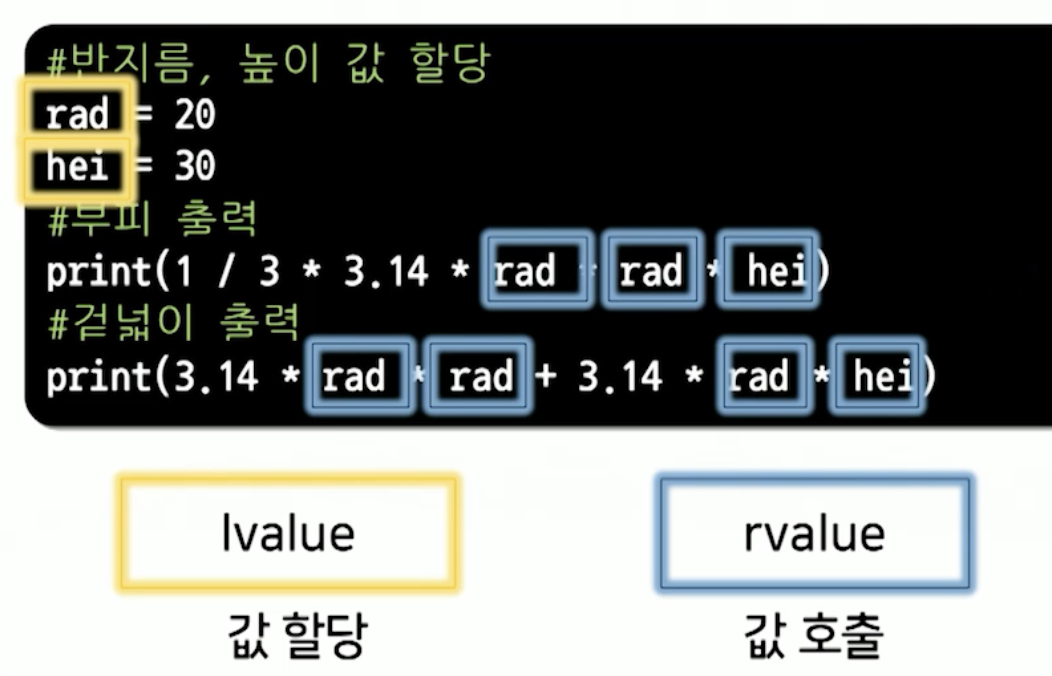 #반지름, 높이 값 할당
rad = 20
hei = 30
#부피 출력
print(1 / 3 * 3.14 * rad * rad * hei)
#겉넓이 출력
print(3.14 * rad * rad + 3.14 * rad * hei)
lvalue
rvalue
값 할당
값 호출